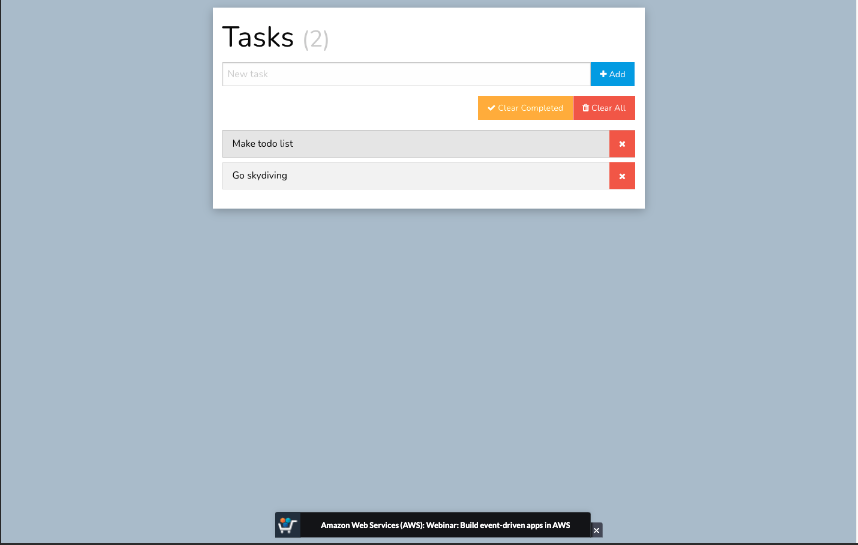 Tasks (2)
New task
Add
Clear Completed
Clear All
Make todo list
Go skydiving
Amazon Web Services (AWS): Webinar: Build event-driven apps in AWS